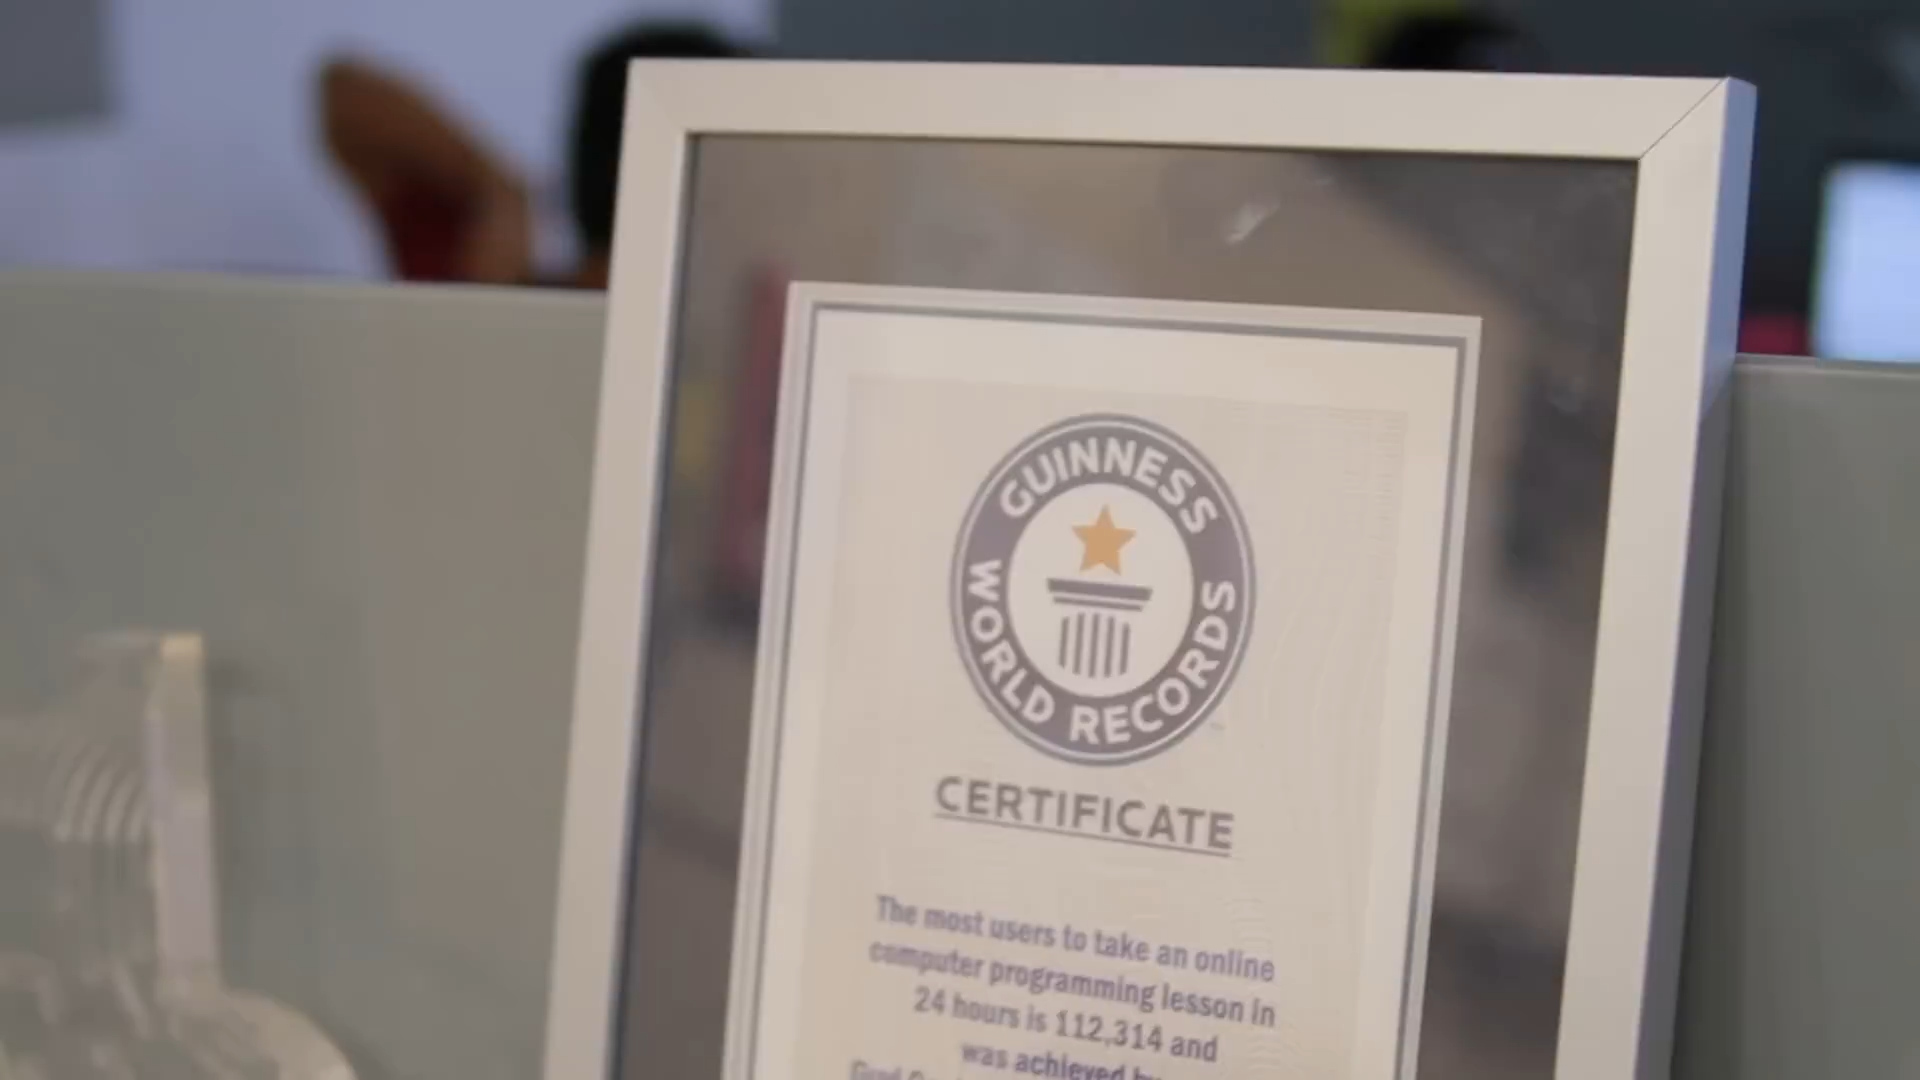 GUINNESS
WORLD RECORDS
CERTIFICATE
The most users to take an online
computer programming lesson in
24 hours is 112,314 and
was achieved